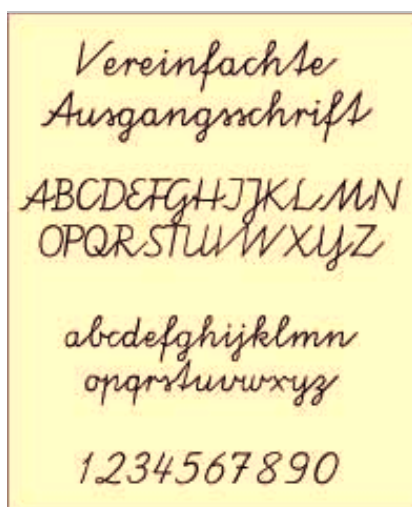 Vereinfachte
Ausgangsschrift
ABCDEFGHIJKLMN
OPQRSTUVWXYZ
abcdefghijklmn
opqrstuvwxyz
1234567890